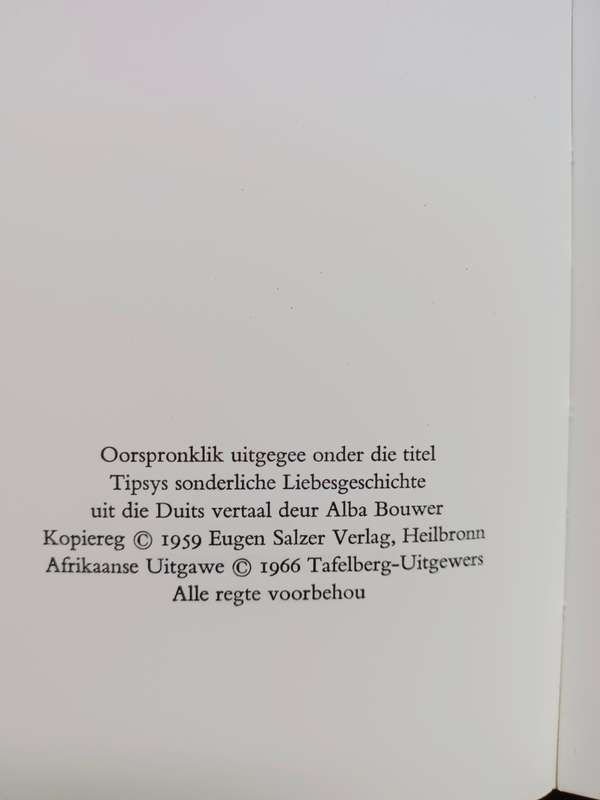 Oorspronklik uitgegee onder die titel
Tipsys sonderliche Liebesgeschichte
uit die Duits vertaal deur Alba Bouwer
Kopiereg © 1959 Eugen Salzer Verlag, Heilbronn
Afrikaanse Uitgawe © 1966 Tafelberg-Uitgewers
Alle regte voorbehou